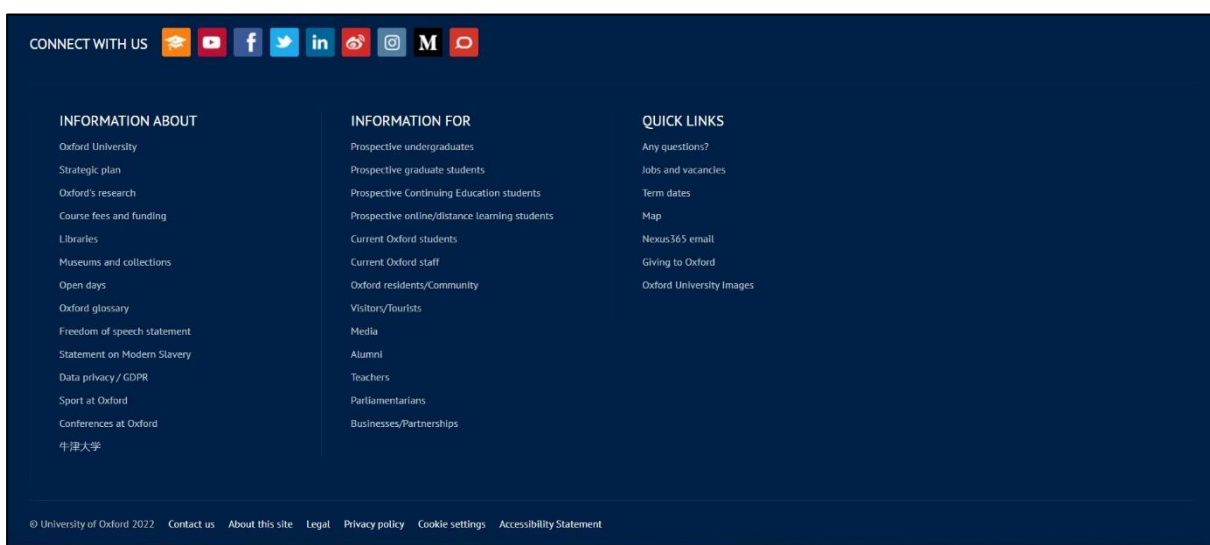 CONNECT WITH US
INFORMATION ABOUT
Oxford University
Strategic plan
Oxford's research
Course fees and funding
Libraries
Museums and collections
Open days
Oxford glossary
Freedom of speech statement
Statement on Modern Slavery
Data privacy / GDPR
Sport at Oxford
Conferences at Oxford
牛津大学
INFORMATION FOR
Prospective undergraduates
Prospective graduate students
Prospective Continuing Education students
Prospective online/distance learning students
Current Oxford students
Current Oxford staff
Oxford residents/Community
Visitors/Tourists
Media
Alumni
Teachers
Parliamentarians
Businesses/Partnerships
QUICK LINKS
Any questions?
Jobs and vacancies
Term dates
Map
Nexus365 email
Giving to Oxford
Oxford University Images
© University of Oxford 2022 Contact us About this site Legal Privacy policy Cookie settings Accessibility Statement